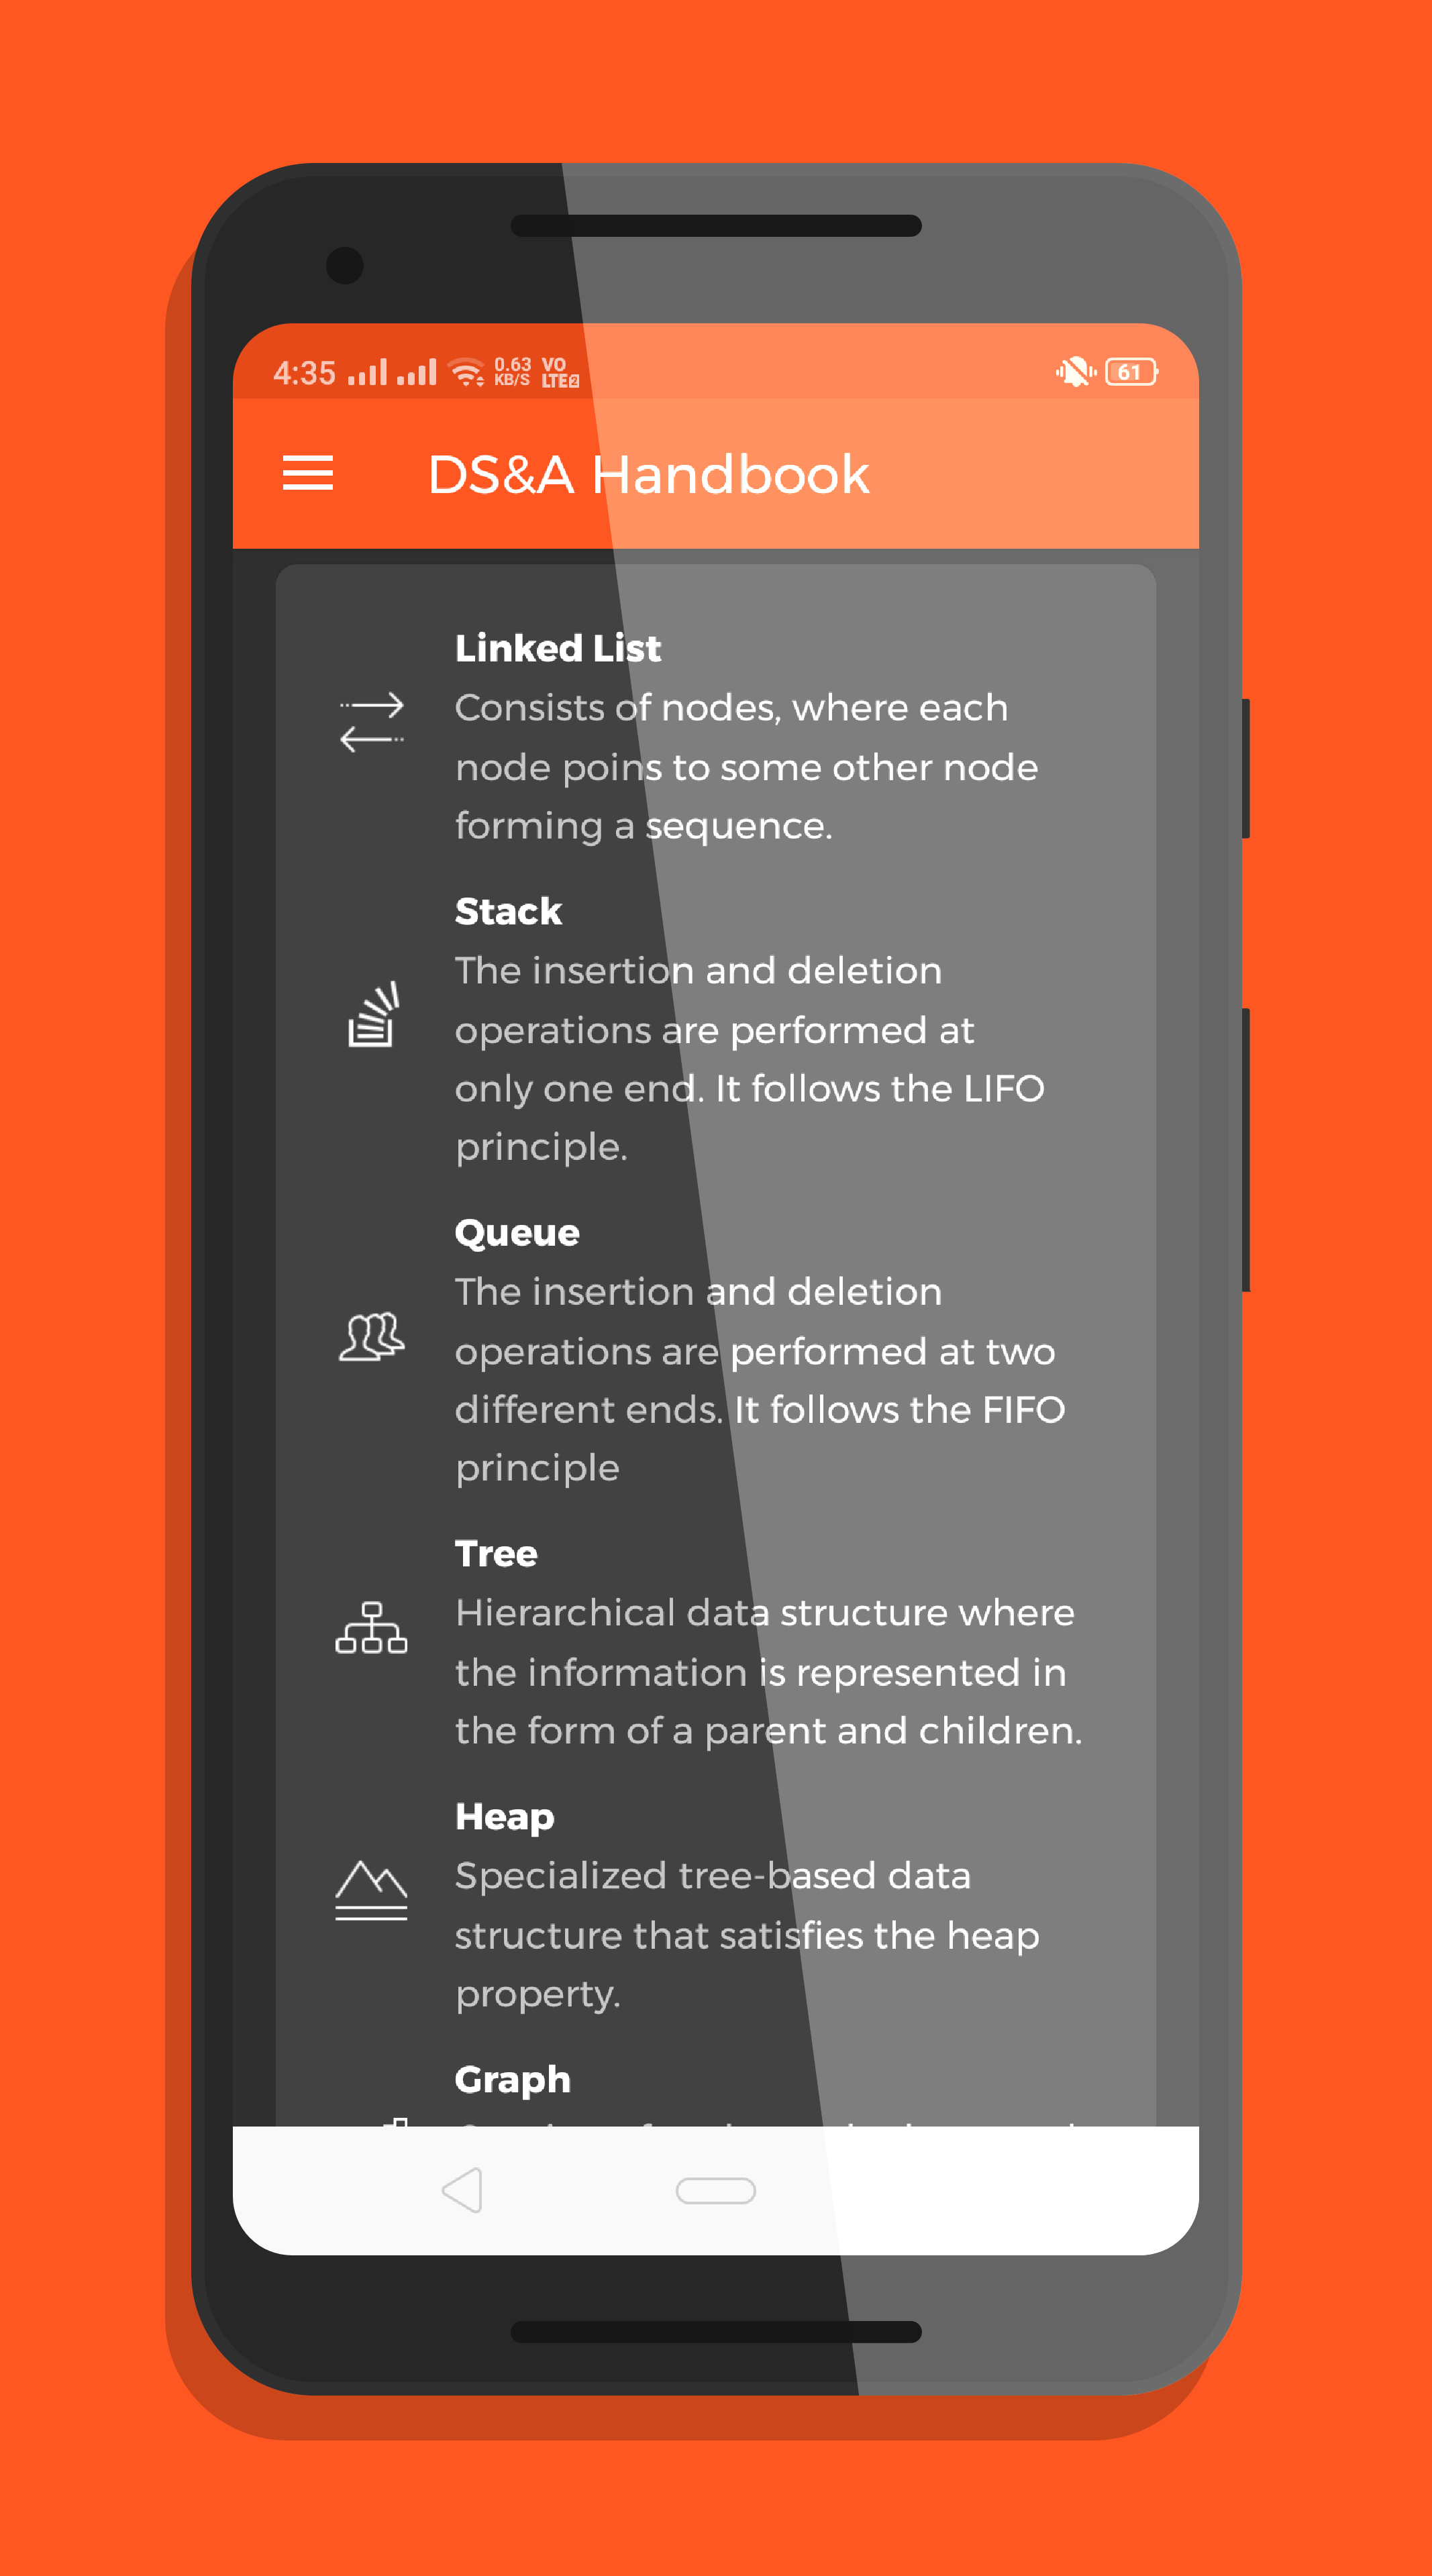 4:35 0.63 KB/S VO LTE2 61
DS&A Handbook
Linked List
Consists of nodes, where each
node poins to some other node
forming a sequence.
Stack
The insertion and deletion
operations are performed at
only one end. It follows the LIFO
principle.
Queue
The insertion and deletion
operations are performed at two
different ends. It follows the FIFO
principle
Tree
Hierarchical data structure where
the information is represented in
the form of a parent and children.
Heap
Specialized tree-based data
structure that satisfies the heap
property.
Graph